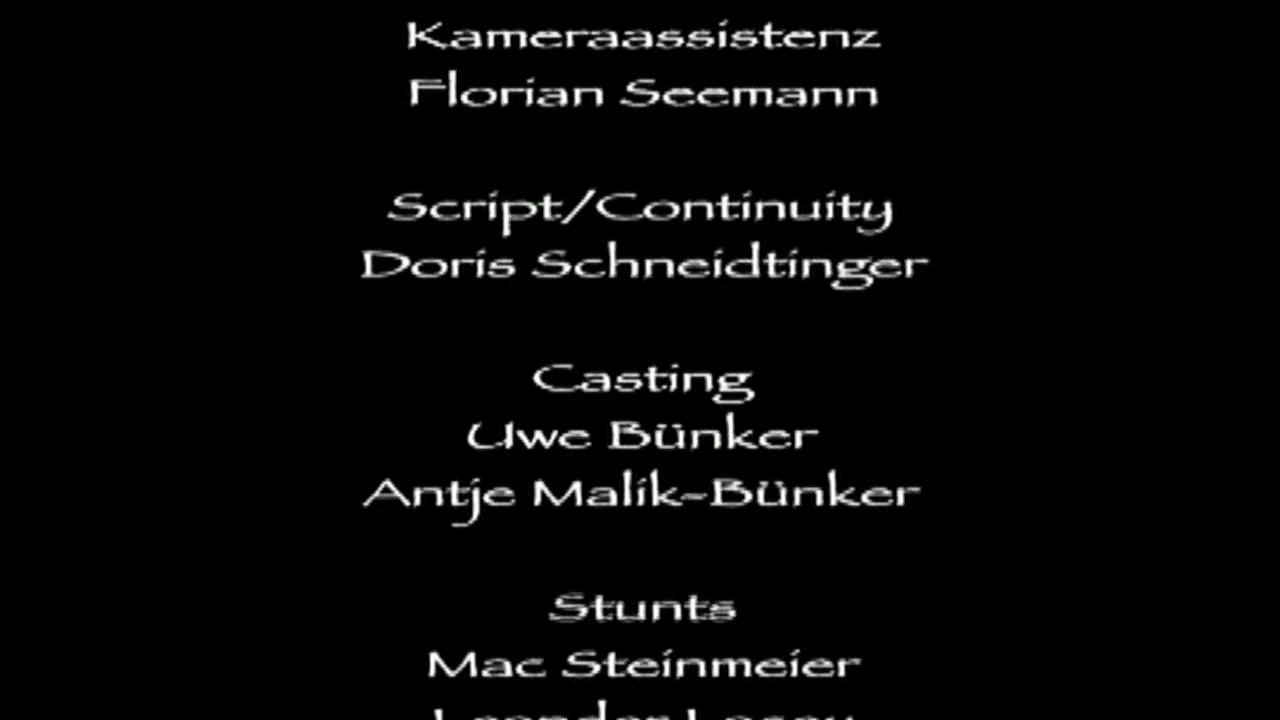 Kameraassistenz
Florian Seemann
Script/Continuity
Doris Schneidtinger
Casting
Uwe Bünker
Antje Malik-Bünker
Stunts
Mac Steinmeier